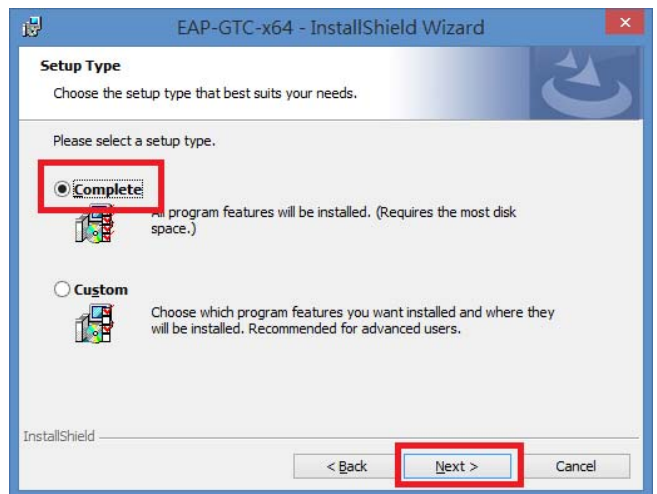 EAP-GTC-x64 - InstallShield Wizard
Setup Type
Choose the setup type that best suits your needs.
Please select a setup type.
Complete
All program features will be installed. (Requires the most disk
space.)
Custom
Choose which program features you want installed and where they
will be installed. Recommended for advanced users.
InstallShield
< Back
Next >
Cancel